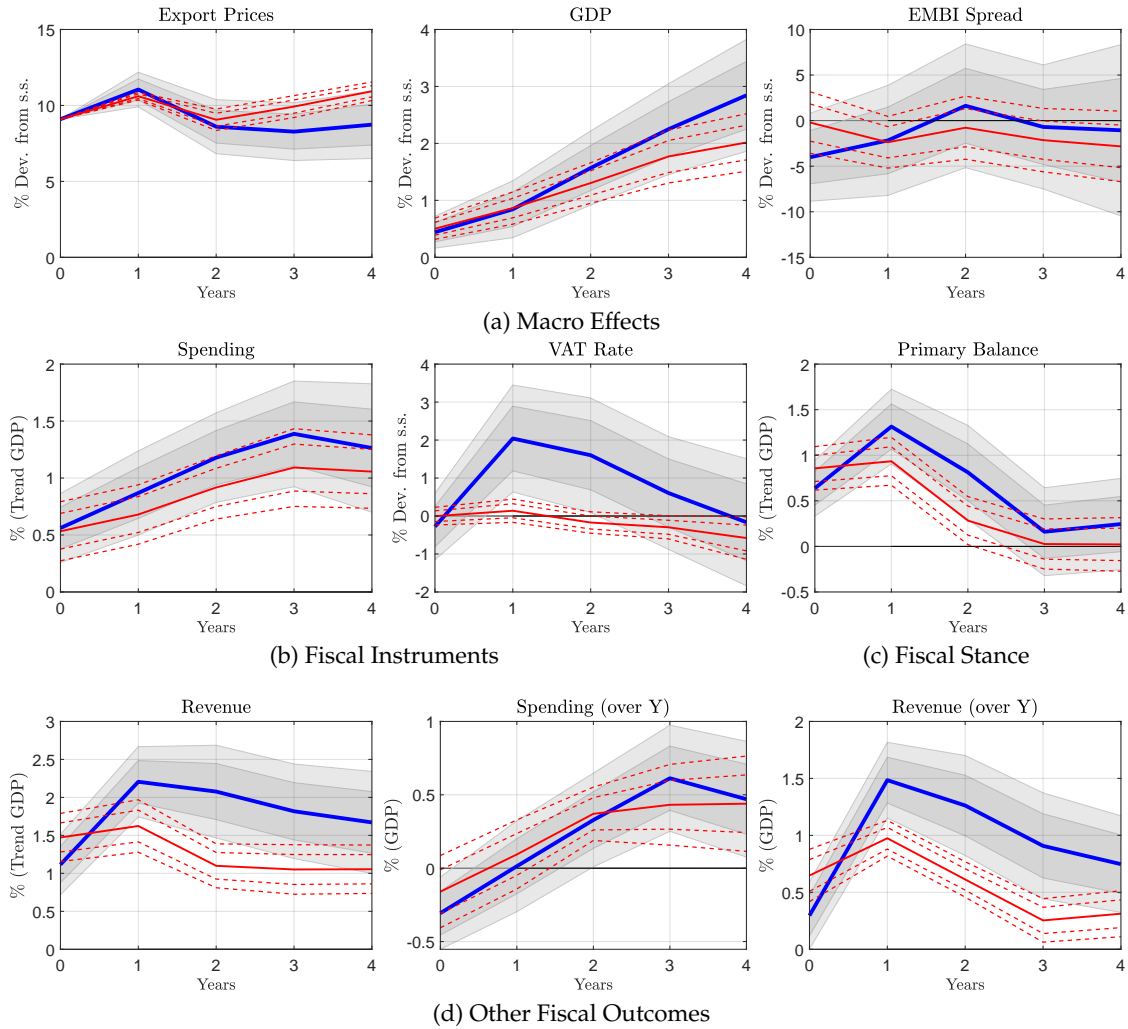 Export Prices
GDP
EMBI Spread
% Dev. from s.s.
15
10
5
0
0 1 2 3 4
Years
% Dev. from s.s.
4
3
2
1
0
0 1 2 3 4
Years
% Dev. from s.s.
10
5
0
-5
-10
-15
0 1 2 3 4
Years
(a) Macro Effects
Spending
VAT Rate
Primary Balance
% (Trend GDP)
2
1.5
1
0.5
0
0 1 2 3 4
Years
% Dev. from s.s.
4
3
2
1
0
-1
-2
0 1 2 3 4
Years
% (Trend GDP)
2
1.5
1
0.5
0
-0.5
0 1 2 3 4
Years
(b) Fiscal Instruments
(c) Fiscal Stance
Revenue
Spending (over Y)
Revenue (over Y)
% (Trend GDP)
3
2.5
2
1.5
1
0.5
0
0 1 2 3 4
Years
% (GDP)
1
0.5
0
-0.5
0 1 2 3 4
Years
% (GDP)
2
1.5
1
0.5
0
0 1 2 3 4
Years
(d) Other Fiscal Outcomes